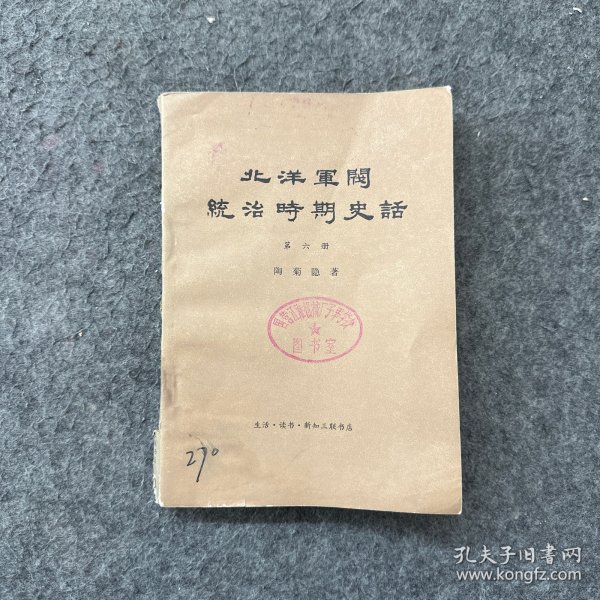 北洋軍閥
統治時期史話
第六册
陶菊隐著
图书室
生活·读书·新知三联书店
270
孔夫子旧书网
www.kongfz.com